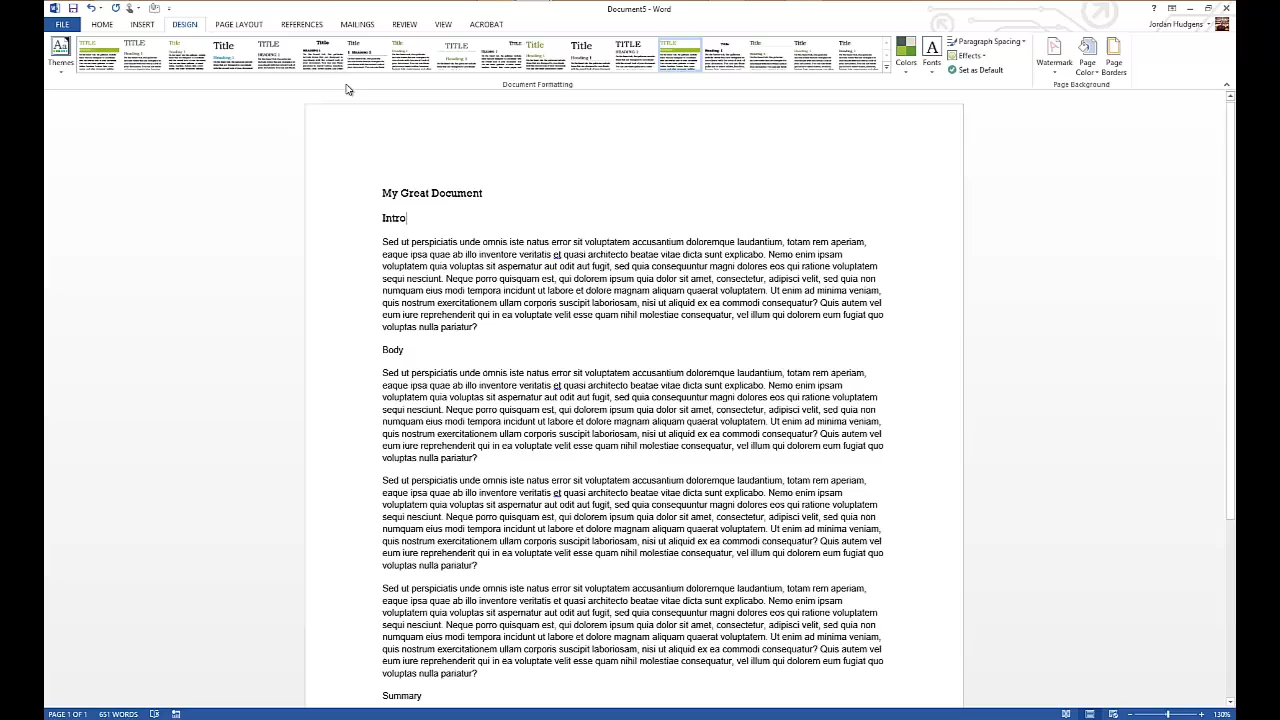 Document5 - Word
FILE HOME INSERT DESIGN PAGE LAYOUT REFERENCES MAILINGS REVIEW VIEW ACROBAT
Jordan Hudgens
Themes
Colors
Fonts
Paragraph Spacing
Effects
Set as Default
Watermark
Page Color
Page Borders
Document Formatting
Page Background
My Great Document
Intro
Sed ut perspiciatis unde omnis iste natus error sit voluptatem accusantium doloremque laudantium, totam rem aperiam,
eaque ipsa quae ab illo inventore veritatis et quasi architecto beatae vitae dicta sunt explicabo. Nemo enim ipsam
voluptatem quia voluptas sit aspernatur aut odit aut fugit, sed quia consequuntur magni dolores eos qui ratione voluptatem
sequi nesciunt. Neque porro quisquam est, qui dolorem ipsum quia dolor sit amet, consectetur, adipisci velit, sed quia non
numquam eius modi tempora incidunt ut labore et dolore magnam aliquam quaerat voluptatem. Ut enim ad minima veniam,
quis nostrum exercitationem ullam corporis suscipit laboriosam, nisi ut aliquid ex ea commodi consequatur? Quis autem vel
eum iure reprehenderit qui in ea voluptate velit esse quam nihil molestiae consequatur, vel illum qui dolorem eum fugiat quo
voluptas nulla pariatur?
Body
Sed ut perspiciatis unde omnis iste natus error sit voluptatem accusantium doloremque laudantium, totam rem aperiam,
eaque ipsa quae ab illo inventore veritatis et quasi architecto beatae vitae dicta sunt explicabo. Nemo enim ipsam
voluptatem quia voluptas sit aspernatur aut odit aut fugit, sed quia consequuntur magni dolores eos qui ratione voluptatem
sequi nesciunt. Neque porro quisquam est, qui dolorem ipsum quia dolor sit amet, consectetur, adipisci velit, sed quia non
numquam eius modi tempora incidunt ut labore et dolore magnam aliquam quaerat voluptatem. Ut enim ad minima veniam,
quis nostrum exercitationem ullam corporis suscipit laboriosam, nisi ut aliquid ex ea commodi consequatur? Quis autem vel
eum iure reprehenderit qui in ea voluptate velit esse quam nihil molestiae consequatur, vel illum qui dolorem eum fugiat quo
voluptas nulla pariatur?
Sed ut perspiciatis unde omnis iste natus error sit voluptatem accusantium doloremque laudantium, totam rem aperiam,
eaque ipsa quae ab illo inventore veritatis et quasi architecto beatae vitae dicta sunt explicabo. Nemo enim ipsam
voluptatem quia voluptas sit aspernatur aut odit aut fugit, sed quia consequuntur magni dolores eos qui ratione voluptatem
sequi nesciunt. Neque porro quisquam est, qui dolorem ipsum quia dolor sit amet, consectetur, adipisci velit, sed quia non
numquam eius modi tempora incidunt ut labore et dolore magnam aliquam quaerat voluptatem. Ut enim ad minima veniam,
quis nostrum exercitationem ullam corporis suscipit laboriosam, nisi ut aliquid ex ea commodi consequatur? Quis autem vel
eum iure reprehenderit qui in ea voluptate velit esse quam nihil molestiae consequatur, vel illum qui dolorem eum fugiat quo
voluptas nulla pariatur?
Sed ut perspiciatis unde omnis iste natus error sit voluptatem accusantium doloremque laudantium, totam rem aperiam,
eaque ipsa quae ab illo inventore veritatis et quasi architecto beatae vitae dicta sunt explicabo. Nemo enim ipsam
voluptatem quia voluptas sit aspernatur aut odit aut fugit, sed quia consequuntur magni dolores eos qui ratione voluptatem
sequi nesciunt. Neque porro quisquam est, qui dolorem ipsum quia dolor sit amet, consectetur, adipisci velit, sed quia non
numquam eius modi tempora incidunt ut labore et dolore magnam aliquam quaerat voluptatem. Ut enim ad minima veniam,
quis nostrum exercitationem ullam corporis suscipit laboriosam, nisi ut aliquid ex ea commodi consequatur? Quis autem vel
eum iure reprehenderit qui in ea voluptate velit esse quam nihil molestiae consequatur, vel illum qui dolorem eum fugiat quo
voluptas nulla pariatur?
Summary
PAGE 1 OF 1 651 WORDS 130%